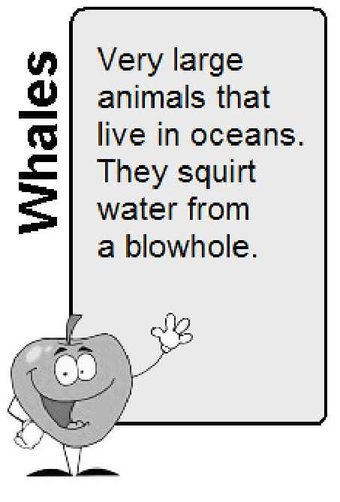 Whales
Very large
animals that
live in oceans.
They squirt
water from
a blowhole.